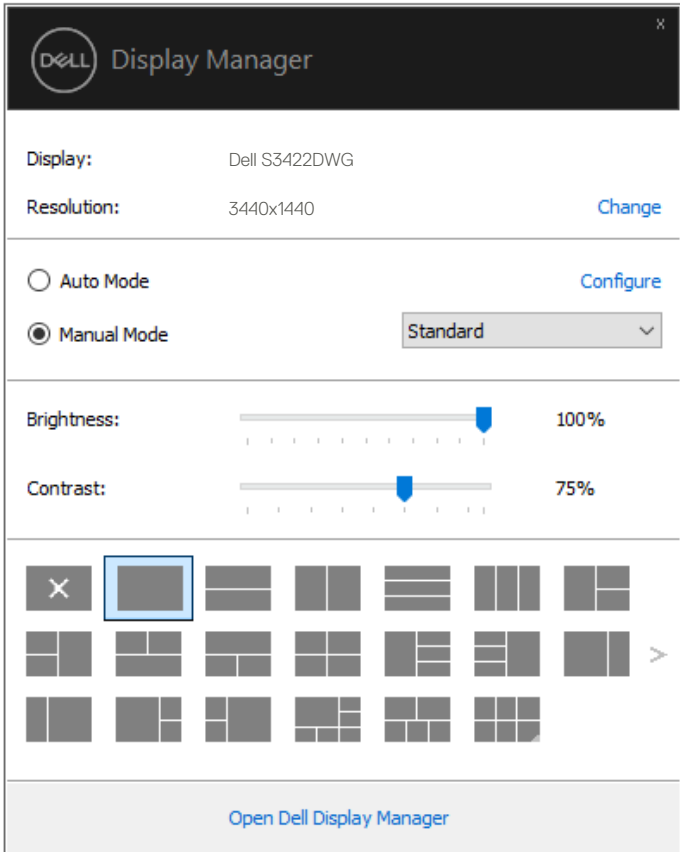 x
DELL Display Manager
Display: Dell S3422DWG
Resolution: 3440x1440 Change
Auto Mode Configure
Manual Mode Standard
Brightness: 100%
Contrast: 75%
Open Dell Display Manager